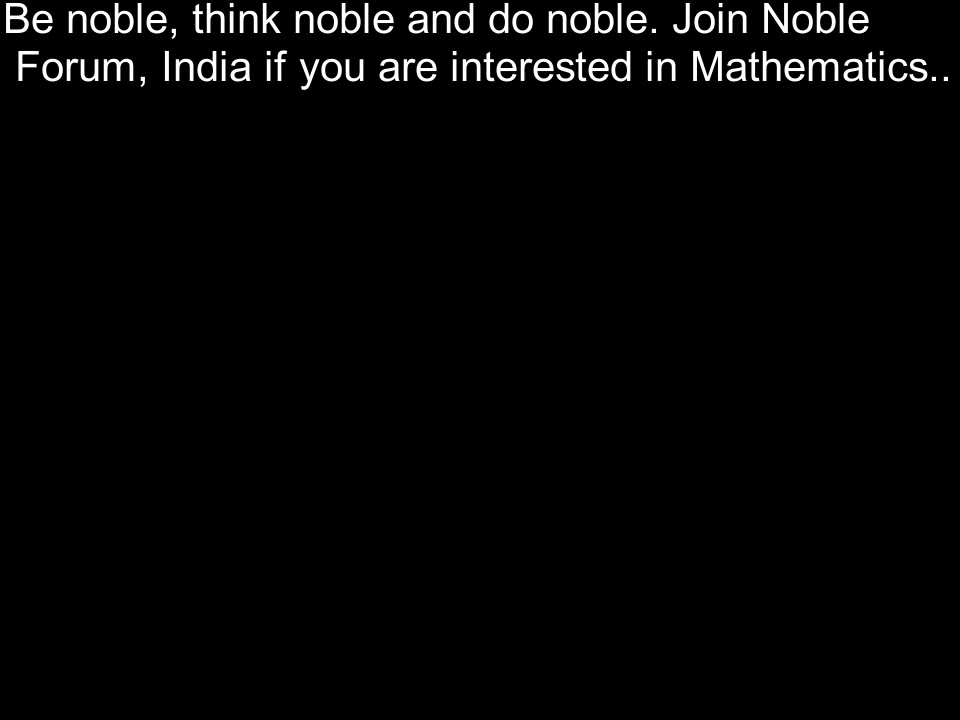 Be noble, think noble and do noble. Join Noble
Forum, India if you are interested in Mathematics..